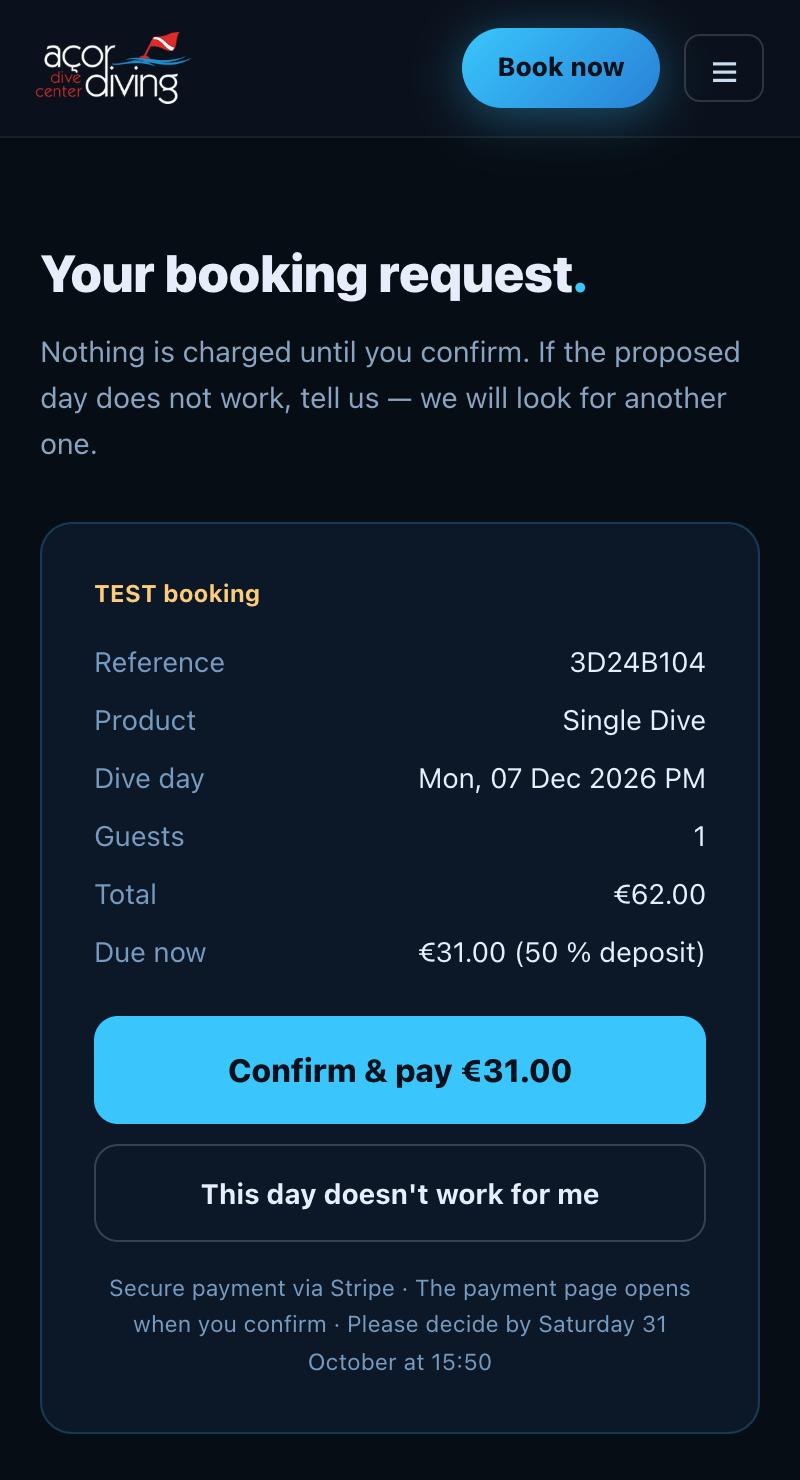 açor
dive
center
diving
Book now
Your booking request.
Nothing is charged until you confirm. If the proposed
day does not work, tell us — we will look for another
one.
TEST booking
Reference 3D24B104
Product Single Dive
Dive day Mon, 07 Dec 2026 PM
Guests 1
Total €62.00
Due now €31.00 (50 % deposit)
Confirm & pay €31.00
This day doesn't work for me
Secure payment via Stripe · The payment page opens
when you confirm · Please decide by Saturday 31
October at 15:50